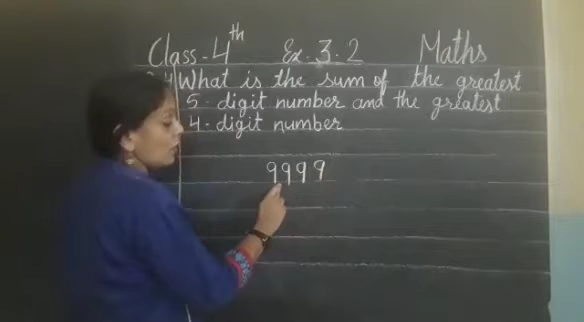 Class - 4th Ex. 3.2 Maths
What is the sum of the greatest
5 - digit number and the greatest
4 - digit number
9999